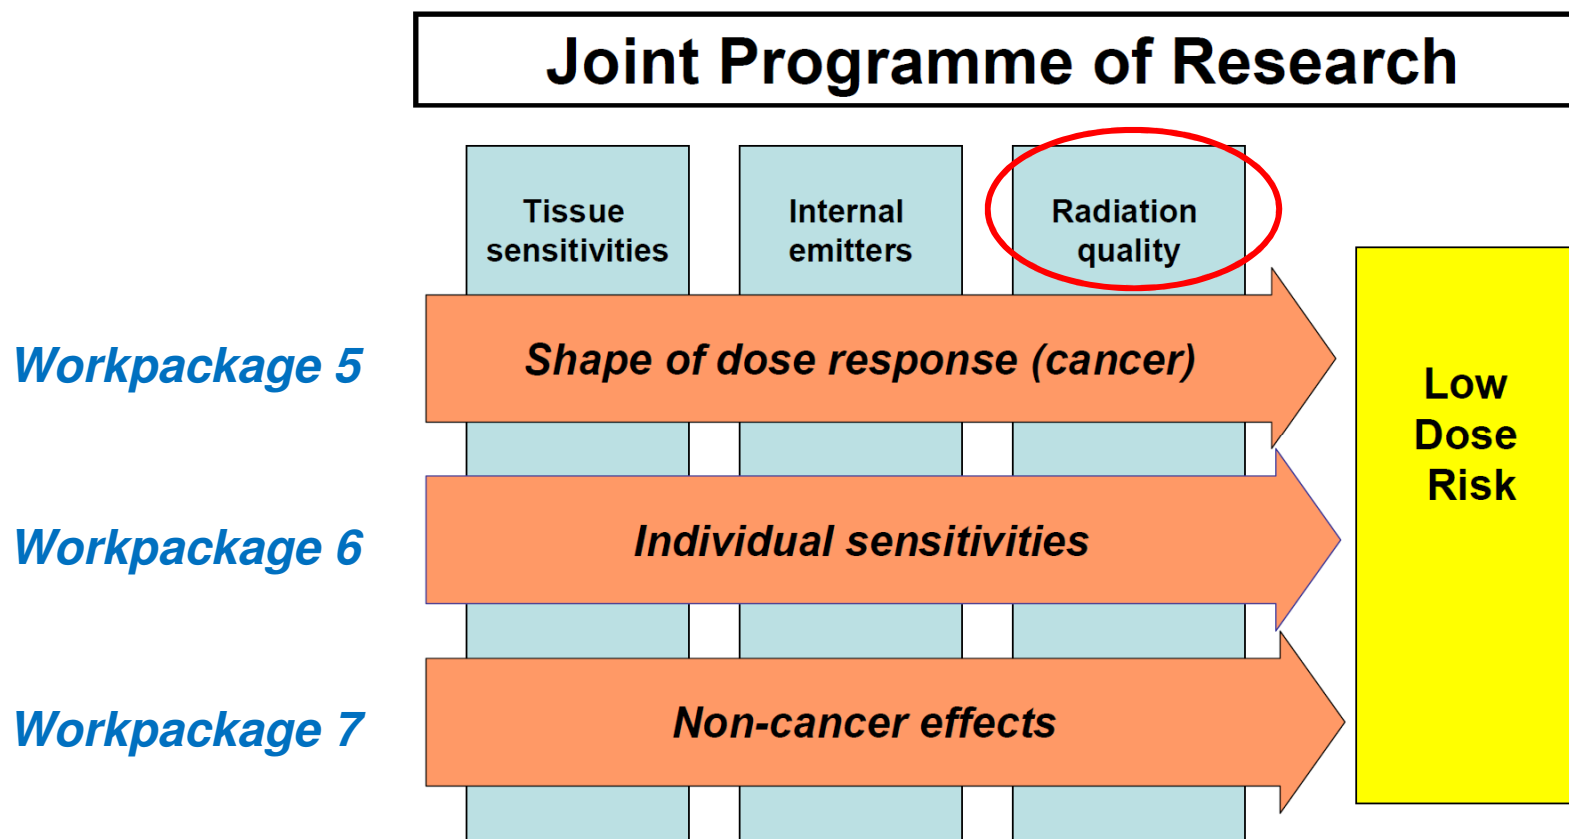 Joint Programme of Research
Tissue
sensitivities
Internal
emitters
Radiation
quality
Workpackage 5
Shape of dose response (cancer)
Workpackage 6
Individual sensitivities
Workpackage 7
Non-cancer effects
Low
Dose
Risk